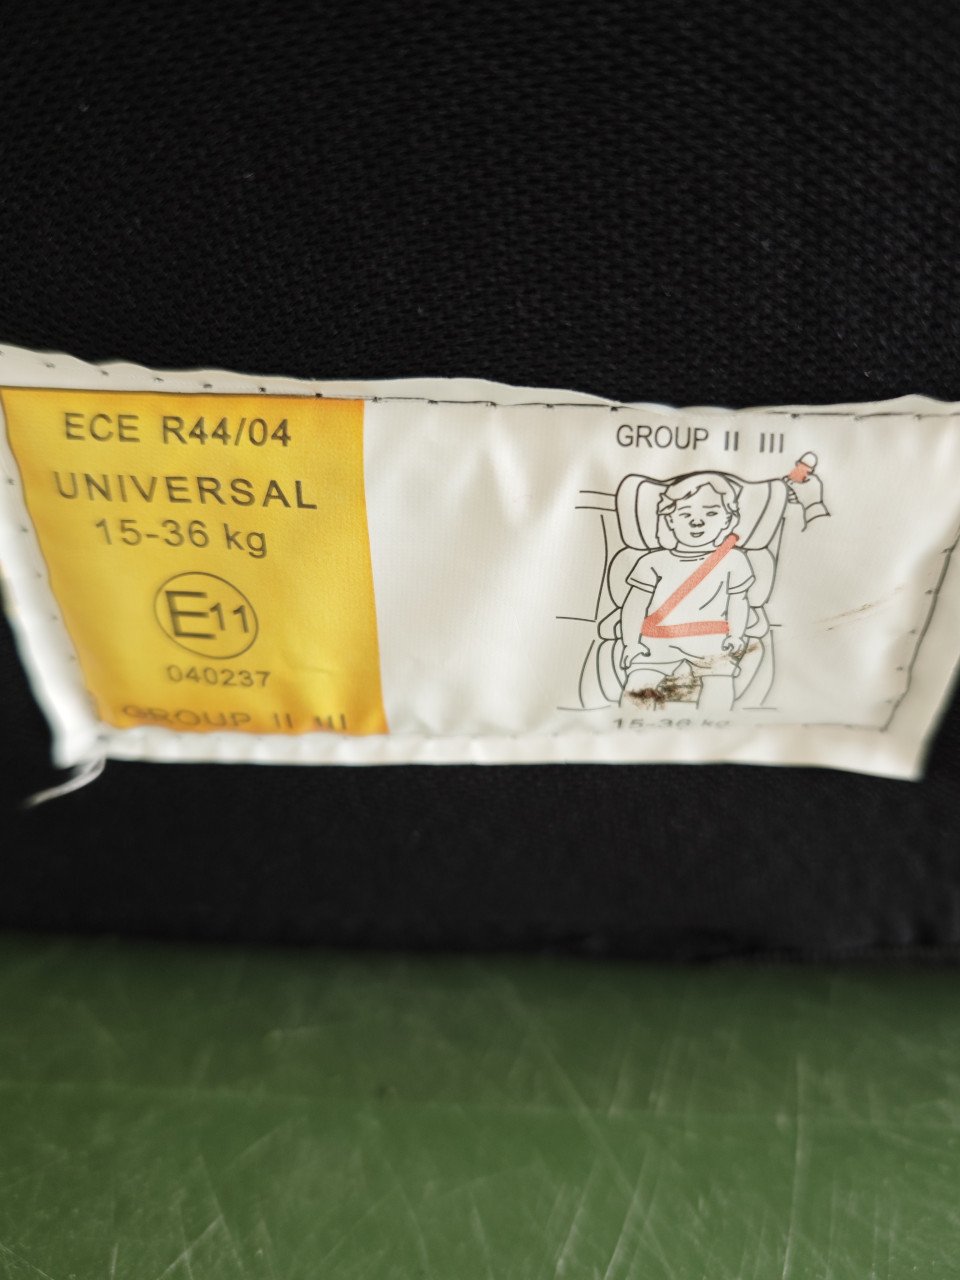 ECE R44/04
UNIVERSAL
15-36 kg
E11
040237
GROUP II III
GROUP II III
15-36 kg